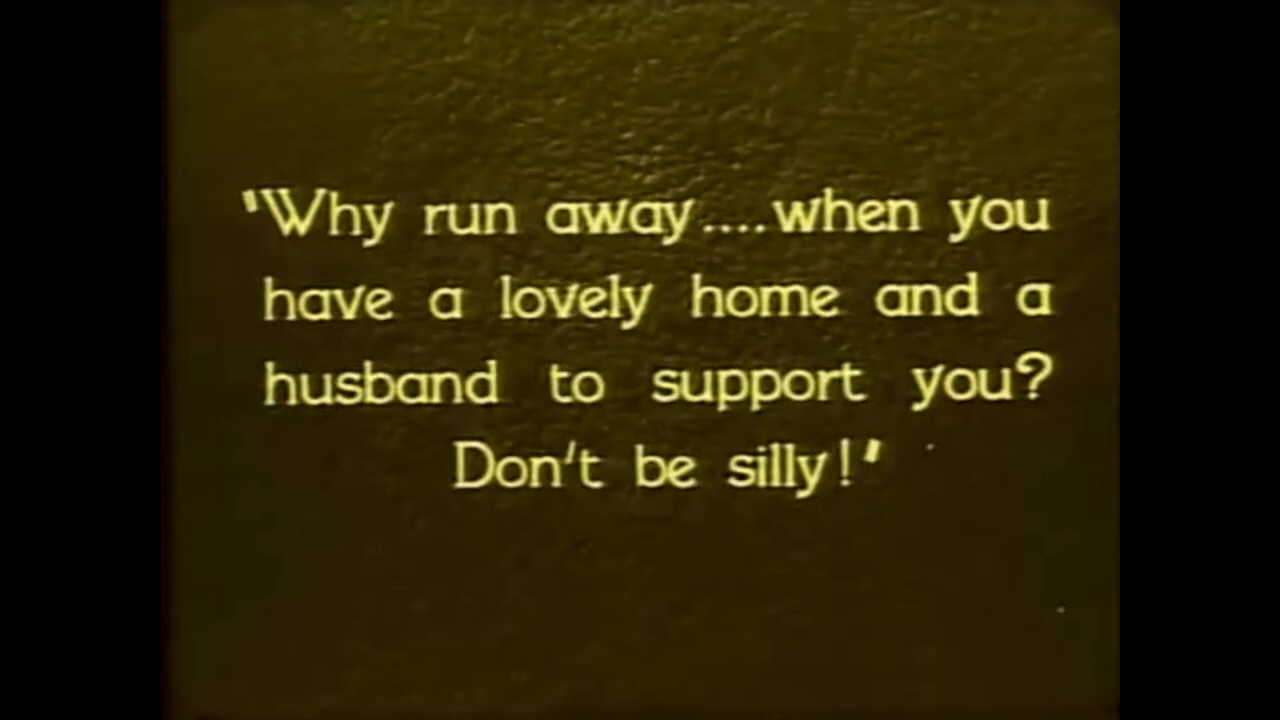 "Why run away....when you
have a lovely home and a
husband to support you?
Don't be silly!"